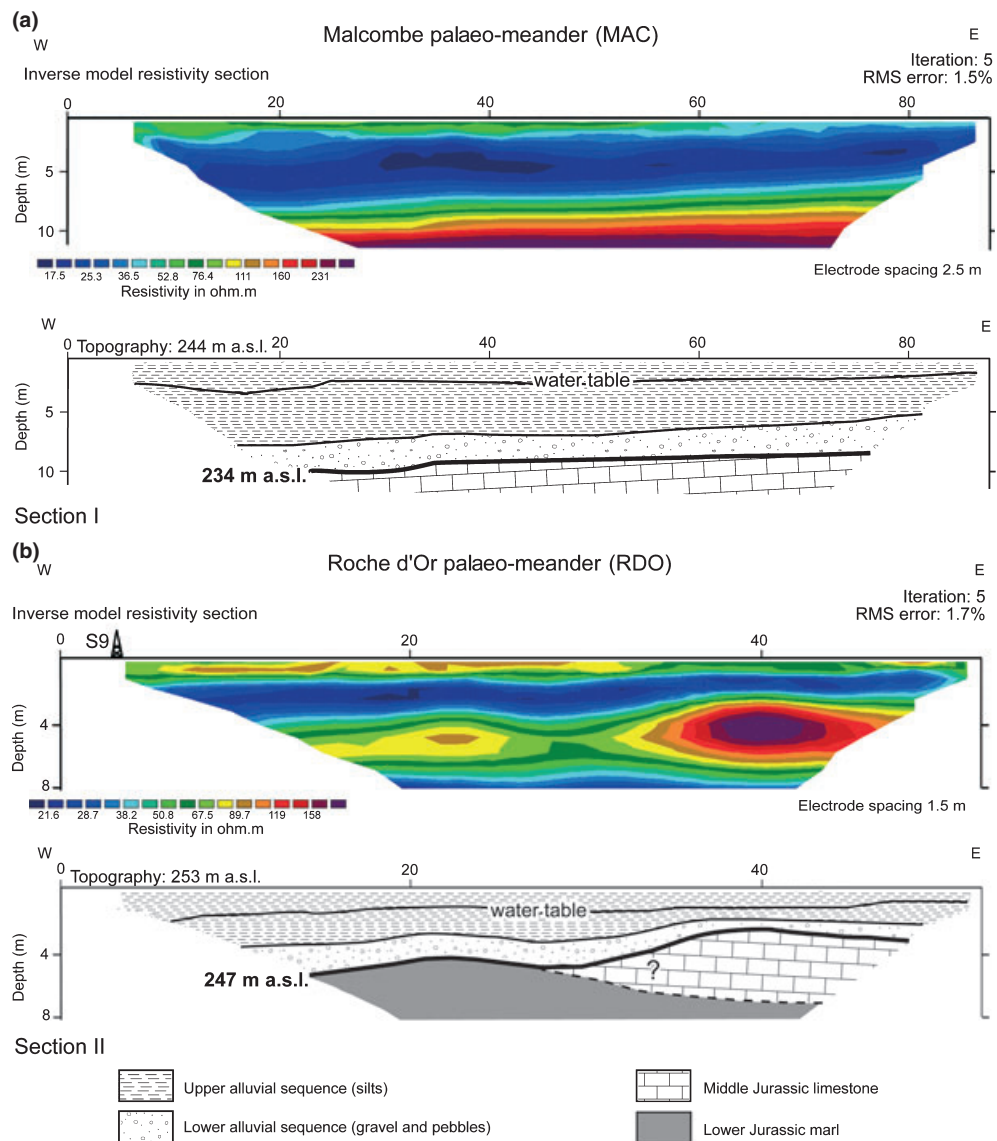 (a)
Malcombe palaeo-meander (MAC)
W
E
Inverse model resistivity section
Iteration: 5
RMS error: 1.5%
0 20 40 60 80
Depth (m)
5
10
17.5 25.3 36.5 52.8 76.4 111 160 231
Resistivity in ohm.m
Electrode spacing 2.5 m
W
E
0 Topography: 244 m a.s.l. 20 40 60 80
water-table
Depth (m)
5
10
234 m a.s.l.
Section I
(b)
Roche d'Or palaeo-meander (RDO)
W
E
Inverse model resistivity section
Iteration: 5
RMS error: 1.7%
0 S9 20 40
Depth (m)
4
8
21.6 28.7 38.2 50.8 67.5 89.7 119 158
Resistivity in ohm.m
Electrode spacing 1.5 m
W
E
0 Topography: 253 m a.s.l. 20 40
water-table
Depth (m)
4
8
247 m a.s.l.
?
Section II
Upper alluvial sequence (silts)
Middle Jurassic limestone
Lower alluvial sequence (gravel and pebbles)
Lower Jurassic marl